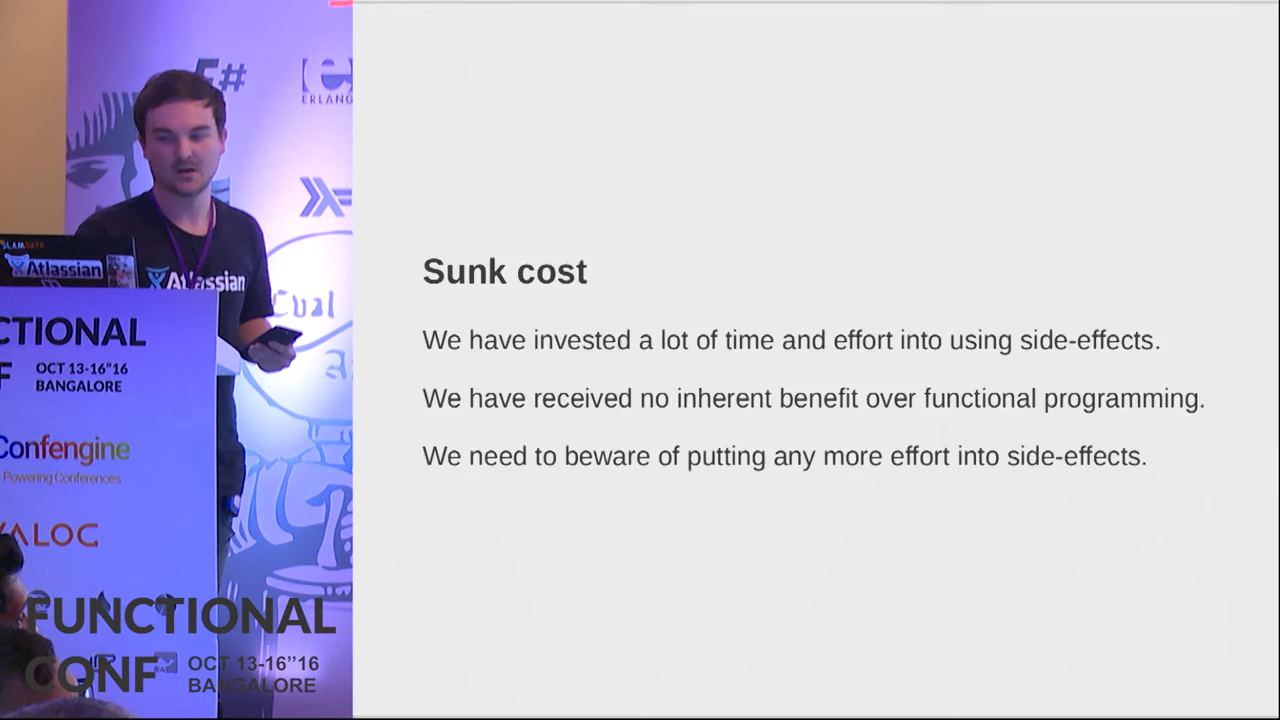 F#
ERLANG
SLAMDATA
Atlassian
Atlassian
CTIONAL
F
OCT 13-16"16
BANGALORE
Confengine
Powering Conferences
YALOG
FUNCTIONAL
CONF
OCT 13-16”16
BANGALORE
Sunk cost
We have invested a lot of time and effort into using side-effects.
We have received no inherent benefit over functional programming.
We need to beware of putting any more effort into side-effects.